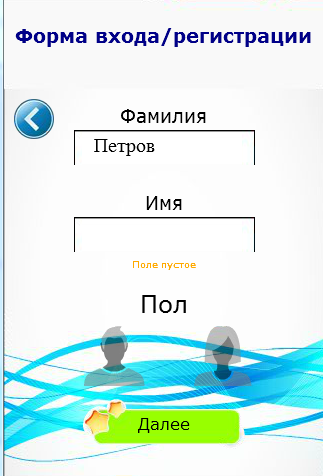 Форма входа/регистрации
Фамилия
Петров
Имя
Поле пустое
Пол
Далее